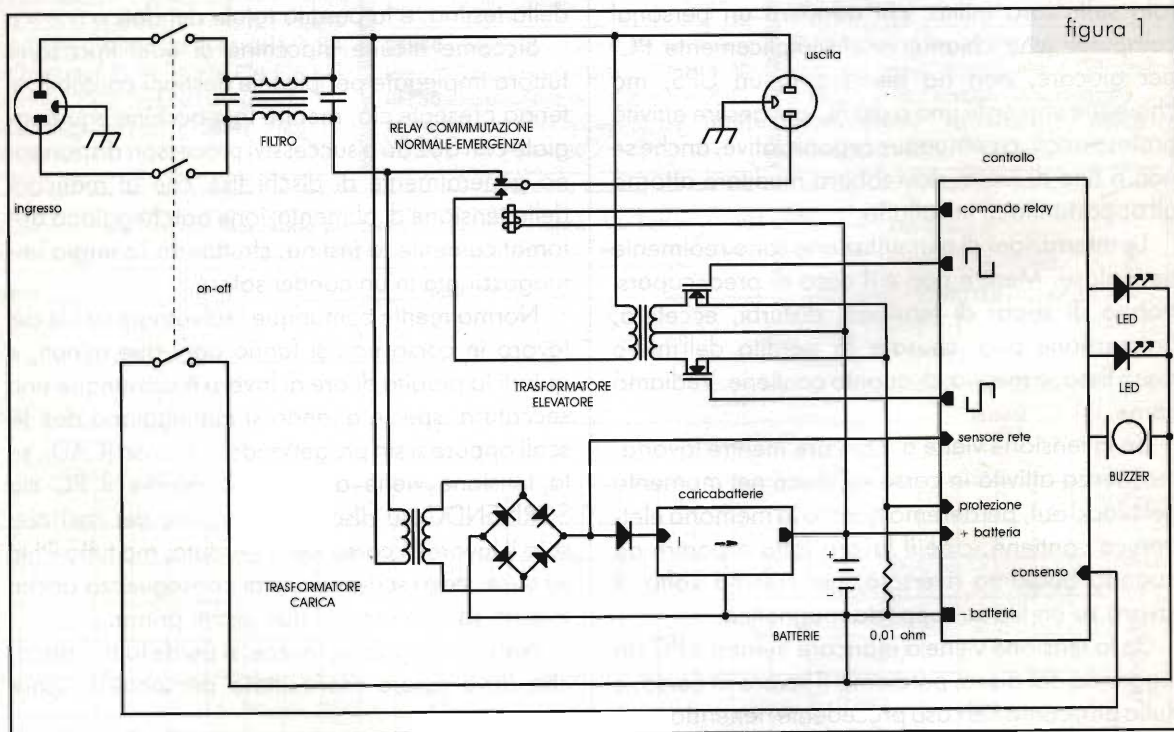 figura 1
uscita
FILTRO
RELAY COMMMUTAZIONE
NORMALE-EMERGENZA
controllo
ingresso
comando relay
on-off
LED
TRASFORMATORE
ELEVATORE
LED
sensore rete
BUZZER
caricabatterie
protezione
+ batteria
TRASFORMATORE
CARICA
consenso
BATTERIE
0,01 ohm
- batteria